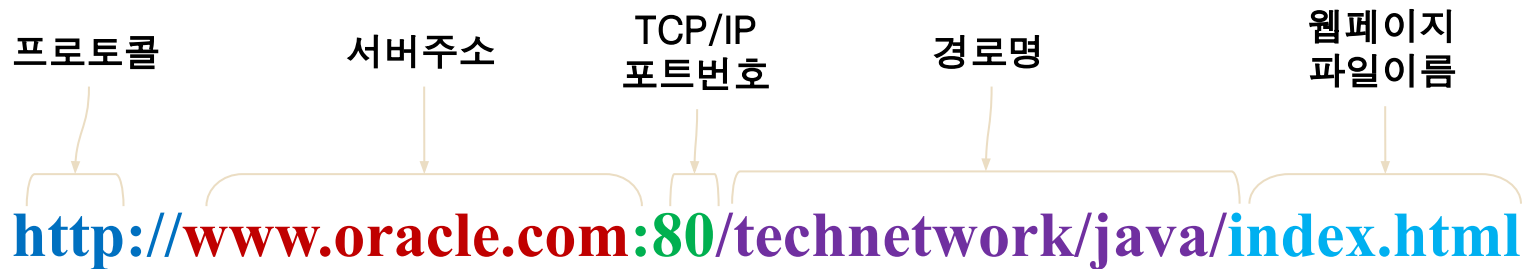 프로토콜
서버주소
TCP/IP
포트번호
경로명
웹페이지
파일이름
http://www.oracle.com:80/technetwork/java/index.html